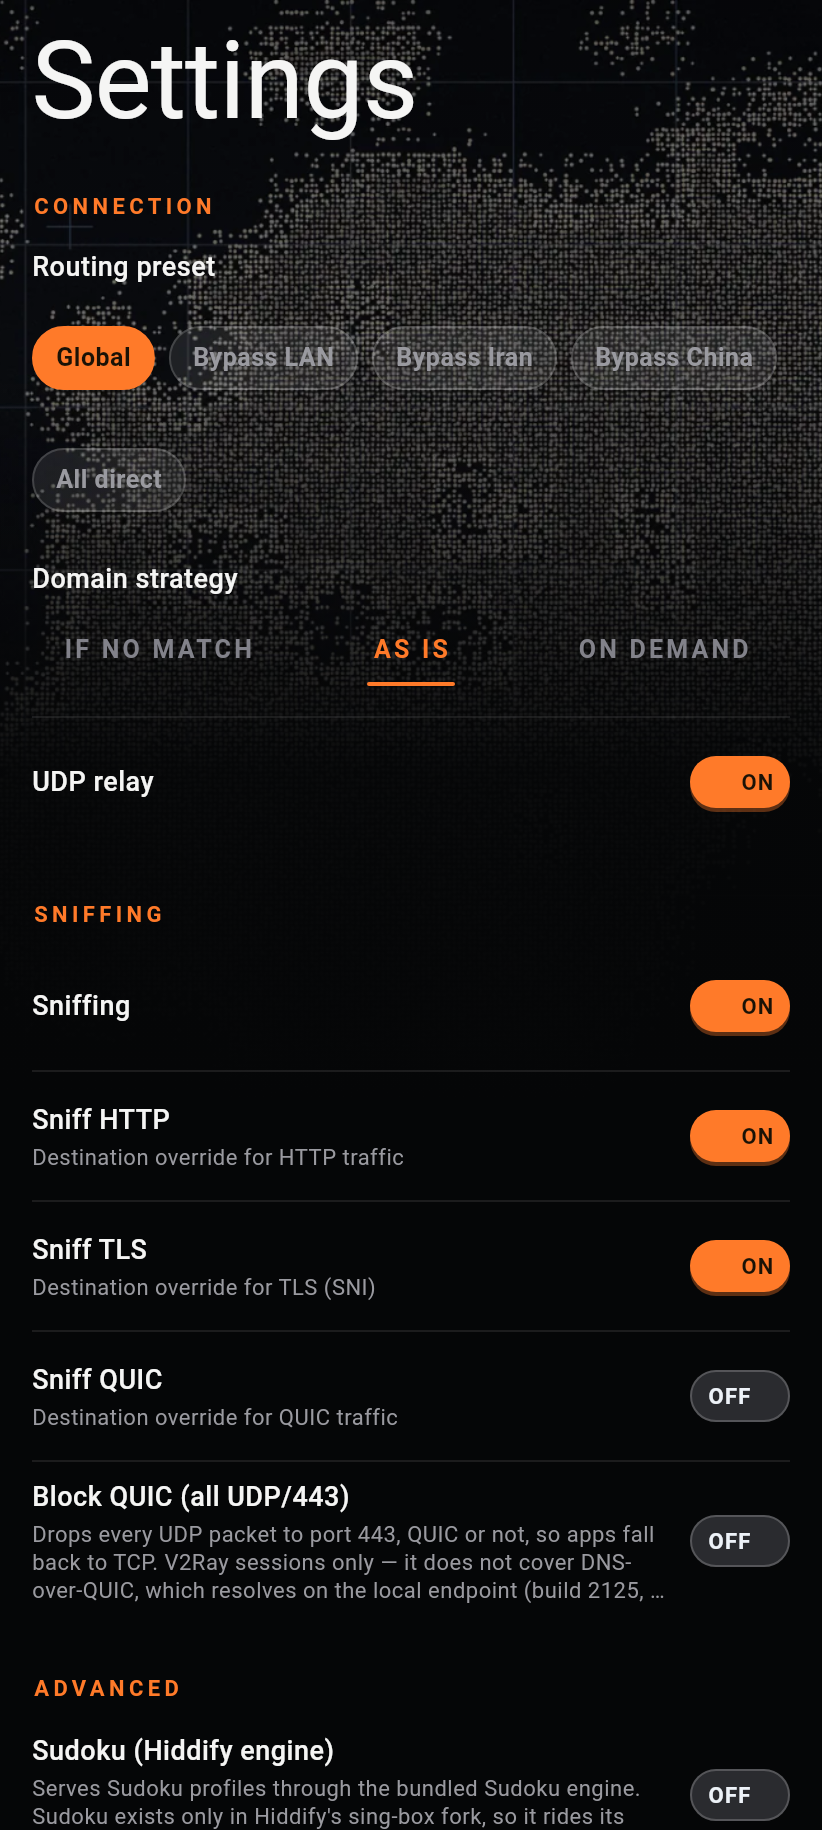 Settings
CONNECTION
Routing preset
Global
Bypass LAN
Bypass Iran
Bypass China
All direct
Domain strategy
IF NO MATCH
AS IS
ON DEMAND
UDP relay
ON
SNIFFING
Sniffing
ON
Sniff HTTP
Destination override for HTTP traffic
ON
Sniff TLS
Destination override for TLS (SNI)
ON
Sniff QUIC
Destination override for QUIC traffic
OFF
Block QUIC (all UDP/443)
Drops every UDP packet to port 443, QUIC or not, so apps fall
back to TCP. V2Ray sessions only — it does not cover DNS-
over-QUIC, which resolves on the local endpoint (build 2125, …
OFF
ADVANCED
Sudoku (Hiddify engine)
Serves Sudoku profiles through the bundled Sudoku engine.
Sudoku exists only in Hiddify's sing-box fork, so it rides its
OFF